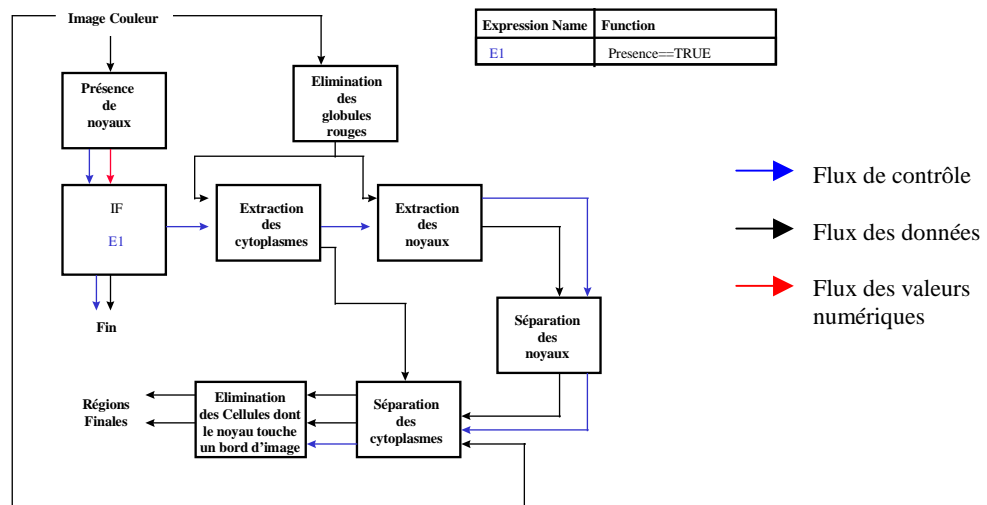 Image Couleur
Expression Name Function
E1 Presence==TRUE
Présence
de
noyaux
Elimination
des
globules
rouges
Flux de contrôle
Flux des données
Flux des valeurs
numériques
IF
E1
Extraction
des
cytoplasmes
Extraction
des
noyaux
Fin
Séparation
des
noyaux
Régions
Finales
Elimination
des Cellules dont
le noyau touche
un bord d'image
Séparation
des
cytoplasmes